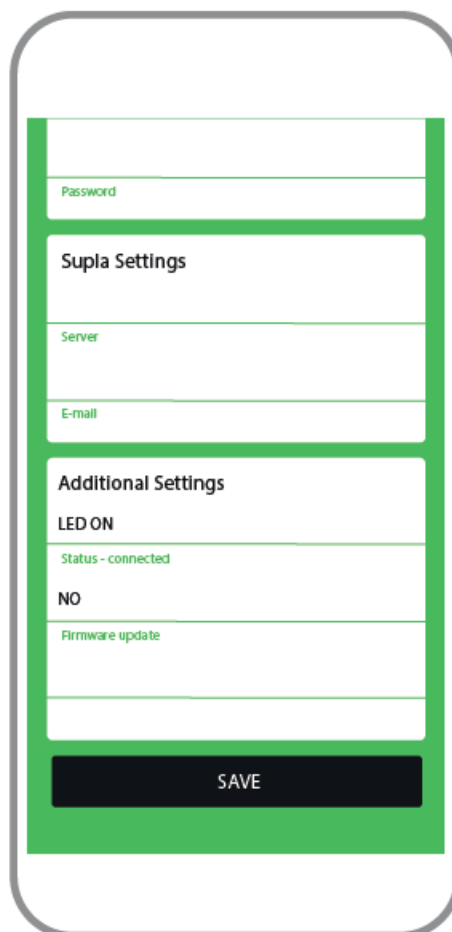 Password
Supla Settings
Server
E-mail
Additional Settings
LED ON
Status - connected
NO
Firmware update
SAVE